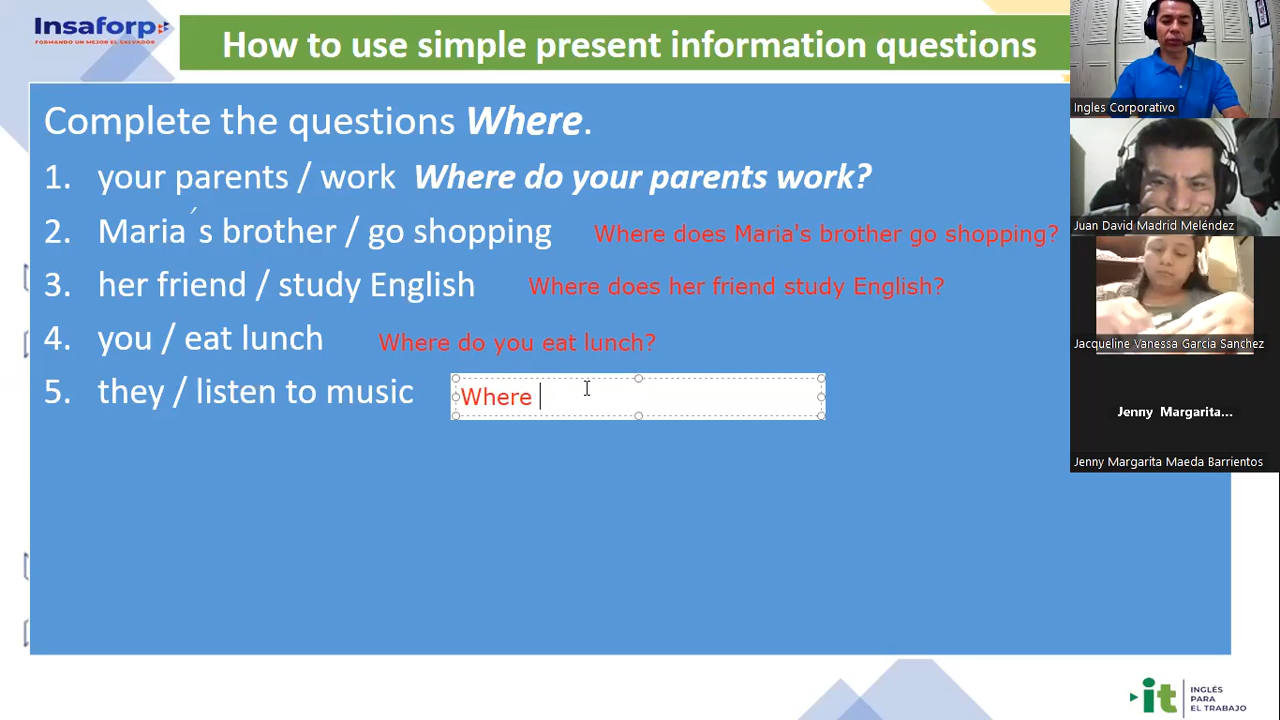 Insaforp
FORMANDO UN MEJOR EL SALVADOR
How to use simple present information questions
Complete the questions Where.
1. your parents / work Where do your parents work?
2. Maria´s brother / go shopping Where does Maria's brother go shopping?
3. her friend / study English Where does her friend study English?
4. you / eat lunch Where do you eat lunch?
5. they / listen to music Where
Ingles Corporativo
Juan David Madrid Meléndez
Jacqueline Vanessa García Sanchez
Jenny Margarita...
Jenny Margarita Maeda Barrientos
it
INGLÉS
PARA
EL TRABAJO